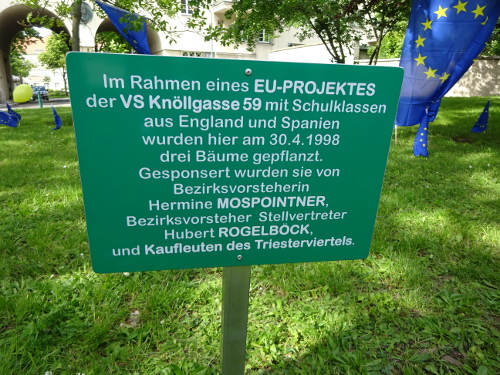 Im Rahmen eines EU-PROJEKTES
der VS Knöllgasse 59 mit Schulklassen
aus England und Spanien
wurden hier am 30.4.1998
drei Bäume gepflanzt.
Gesponsert wurden sie von
Bezirksvorsteherin
Hermine MOSPOINTNER,
Bezirksvorsteher Stellvertreter
Hubert ROGELBÖCK,
und Kaufleuten des Triesterviertels.